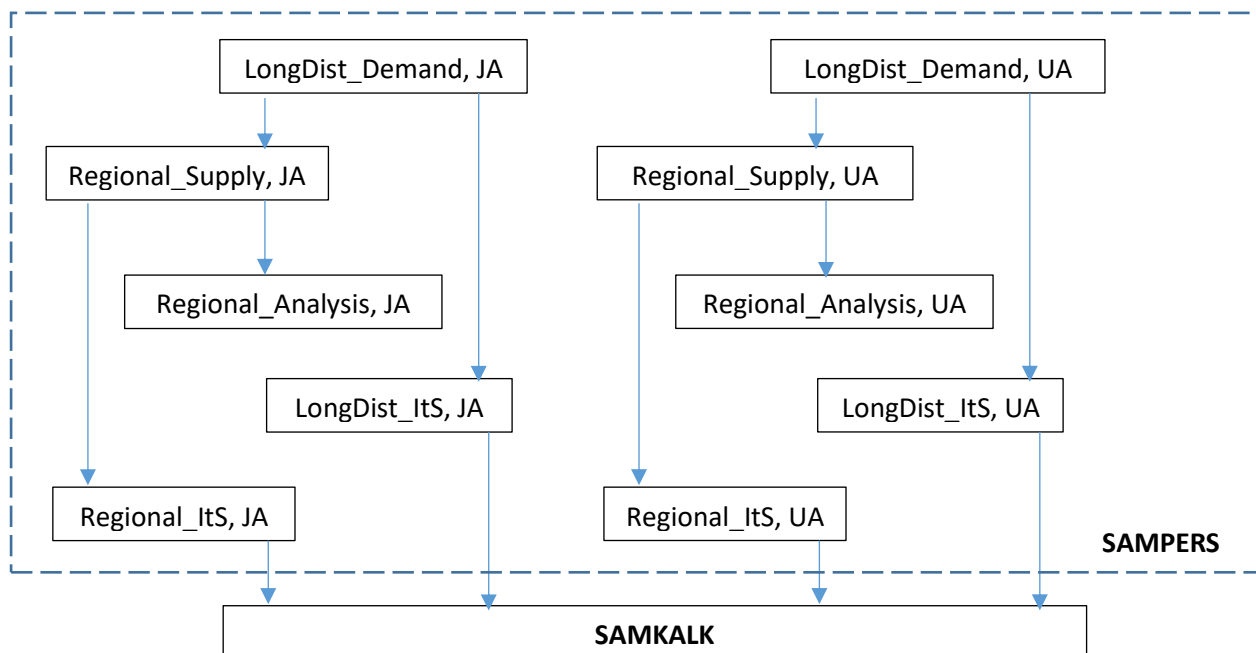 LongDist_Demand, JA
LongDist_Demand, UA
Regional_Supply, JA
Regional_Supply, UA
Regional_Analysis, JA
Regional_Analysis, UA
LongDist_ItS, JA
LongDist_ItS, UA
Regional_ItS, JA
Regional_ItS, UA
SAMPERS
SAMKALK